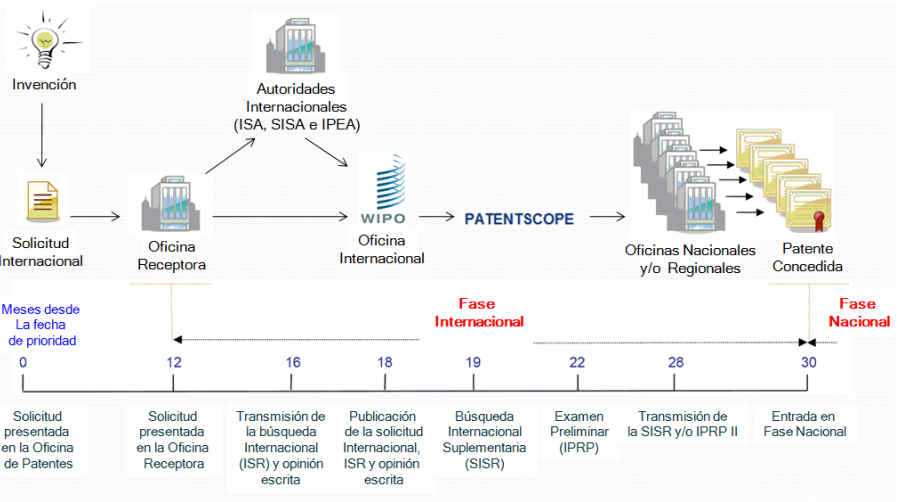 Invención
Autoridades
Internacionales
(ISA, SISA e IPEA)
Solicitud
Internacional
Oficina
Receptora
WIPO
Oficina
Internacional
PATENTSCOPE
Oficinas Nacionales
y/o Regionales
Patente
Concedida
Meses desde
La fecha
de prioridad
Fase
Internacional
Fase
Nacional
0 12 16 18 19 22 28 30
Solicitud
presentada
en la Oficina
de Patentes
Solicitud
presentada
en la Oficina
Receptora
Transmisión de
la búsqueda
Internacional
(ISR) y opinión
escrita
Publicación
de la solicitud
Internacional,
ISR y opinión
escrita
Búsqueda
Internacional
Suplementaria
(SISR)
Examen
Preliminar
(IPRP)
Transmisión de
la SISR y/o IPRP II
Entrada en
Fase Nacional